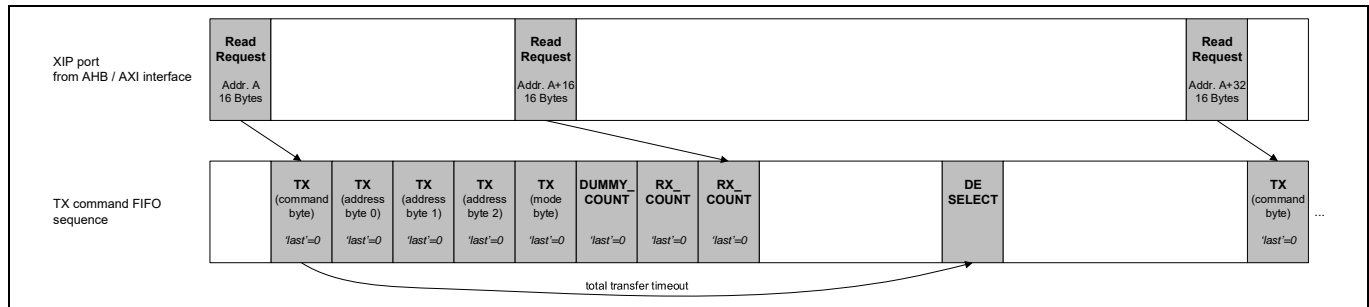 XIP port
from AHB / AXI interface
Read
Request
Addr. A
16 Bytes
Read
Request
Addr. A+16
16 Bytes
Read
Request
Addr. A+32
16 Bytes
TX command FIFO
sequence
TX
(command
byte)
'last'=0
TX
(address
byte 0)
'last'=0
TX
(address
byte 1)
'last'=0
TX
(address
byte 2)
'last'=0
TX
(mode
byte)
'last'=0
DUMMY_
COUNT
'last'=0
RX_
COUNT
'last'=0
RX_
COUNT
'last'=0
DE
SELECT
TX
(command
byte)
'last'=0
...
total transfer timeout